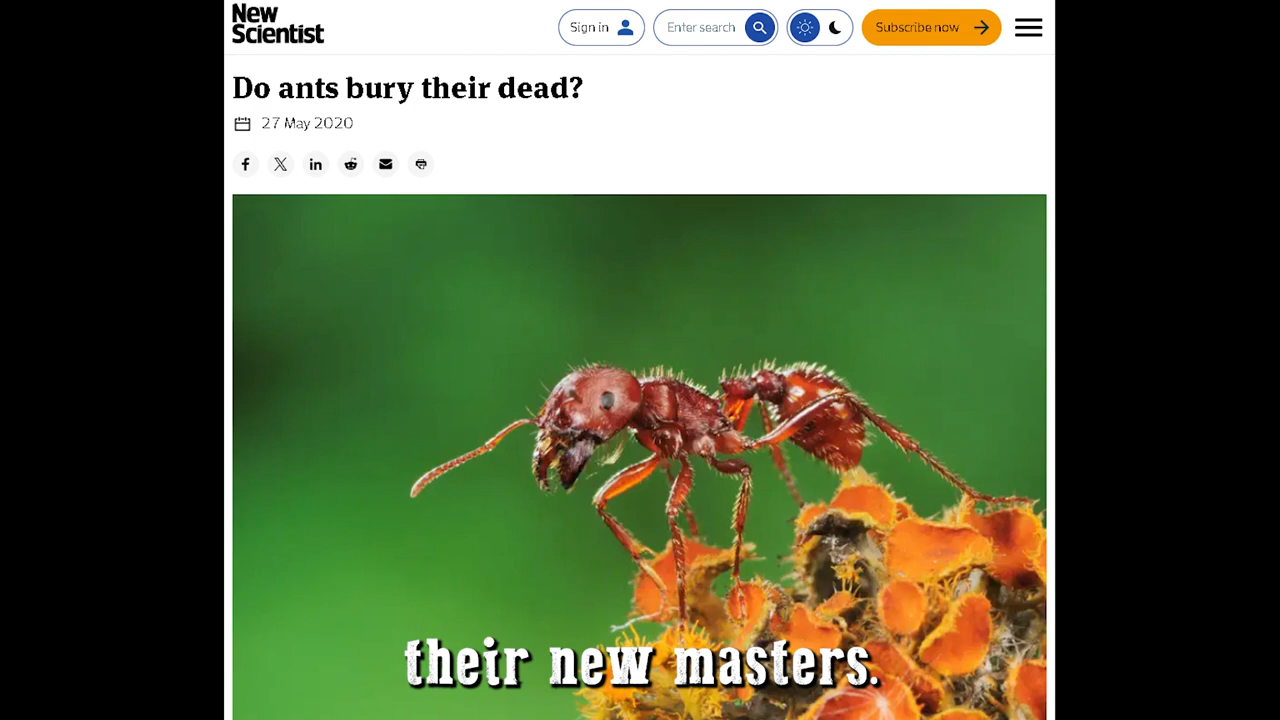 New
Scientist
Sign in
Enter search
Subscribe now
Do ants bury their dead?
27 May 2020
their new masters.